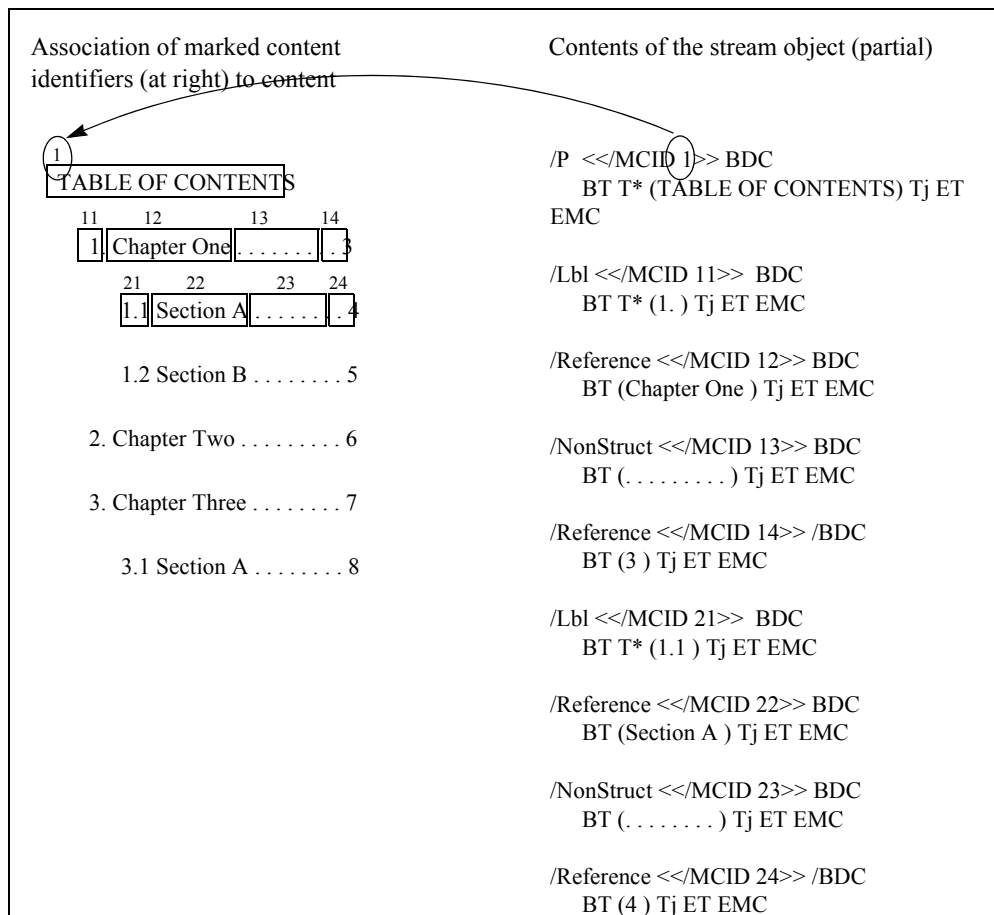 Association of marked content
identifiers (at right) to content
1
TABLE OF CONTENTS
11 12 13 14
1. Chapter One . . . . . . . . . 3
21 22 23 24
1.1 Section A . . . . . . . . 4
1.2 Section B . . . . . . . . 5
2. Chapter Two . . . . . . . . . 6
3. Chapter Three . . . . . . . . 7
3.1 Section A . . . . . . . . 8
Contents of the stream object (partial)
/P <</MCID 1>> BDC
BT T* (TABLE OF CONTENTS) Tj ET
EMC
/Lbl <</MCID 11>> BDC
BT T* (1. ) Tj ET EMC
/Reference <</MCID 12>> BDC
BT (Chapter One ) Tj ET EMC
/NonStruct <</MCID 13>> BDC
BT (. . . . . . . . . ) Tj ET EMC
/Reference <</MCID 14>> /BDC
BT (3 ) Tj ET EMC
/Lbl <</MCID 21>> BDC
BT T* (1.1 ) Tj ET EMC
/Reference <</MCID 22>> BDC
BT (Section A ) Tj ET EMC
/NonStruct <</MCID 23>> BDC
BT (. . . . . . . . ) Tj ET EMC
/Reference <</MCID 24>> /BDC
BT (4 ) Tj ET EMC